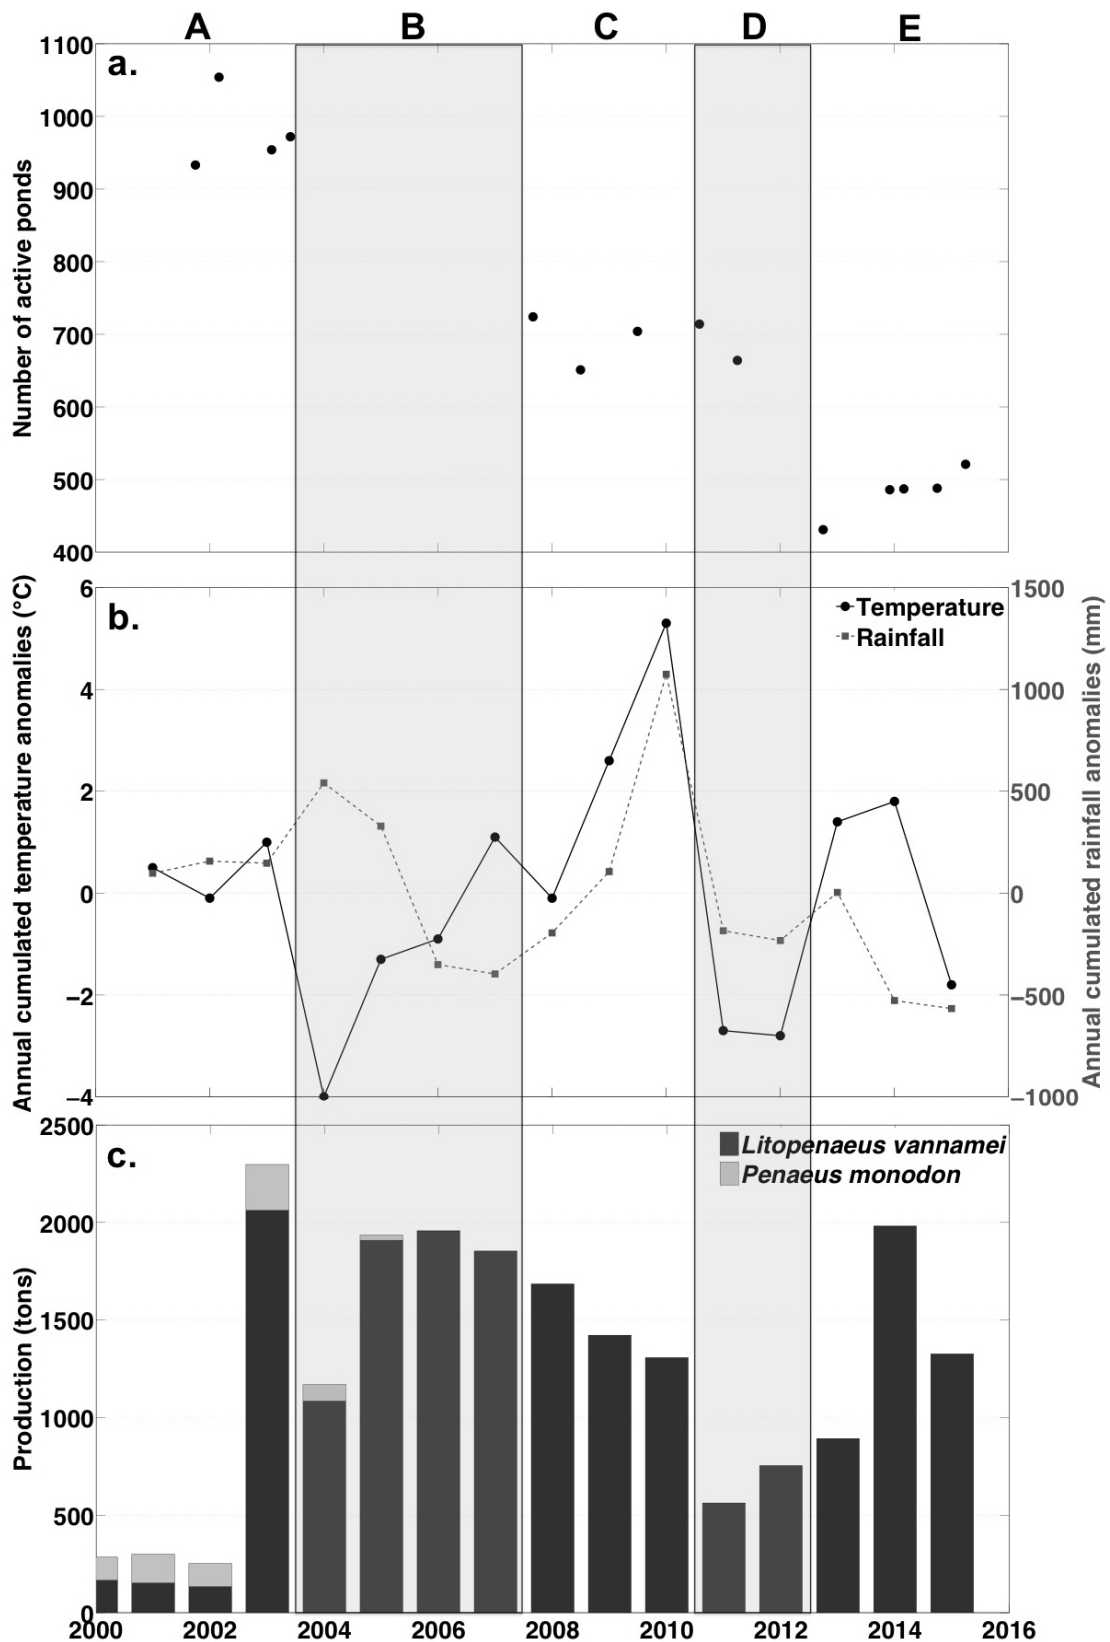 A B C D E
a.
1100
1000
900
800
700
600
500
400
Number of active ponds
b.
6
4
2
0
−2
−4
Annual cumulated temperature anomalies (°C)
Temperature
Rainfall
1500
1000
500
0
−500
−1000
Annual cumulated rainfall anomalies (mm)
c.
2500
2000
1500
1000
500
0
Production (tons)
Litopenaeus vannamei
Penaeus monodon
2000 2002 2004 2006 2008 2010 2012 2014 2016